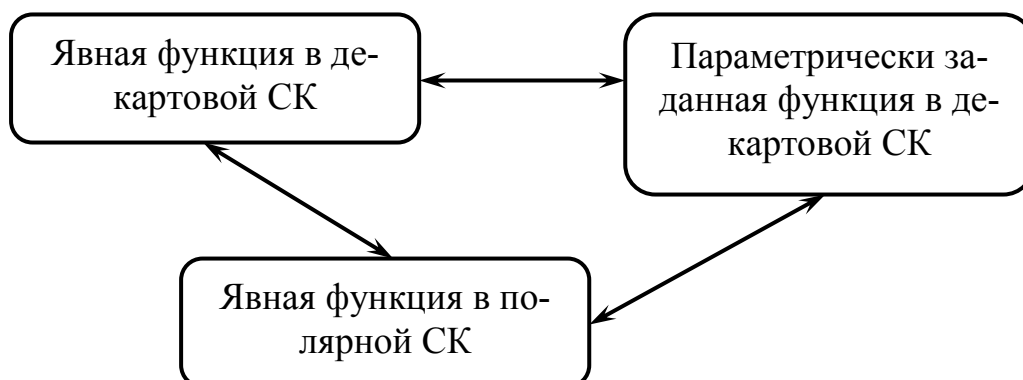 Явная функция в де-
картовой СК
Параметрически за-
данная функция в де-
картовой СК
Явная функция в по-
лярной СК